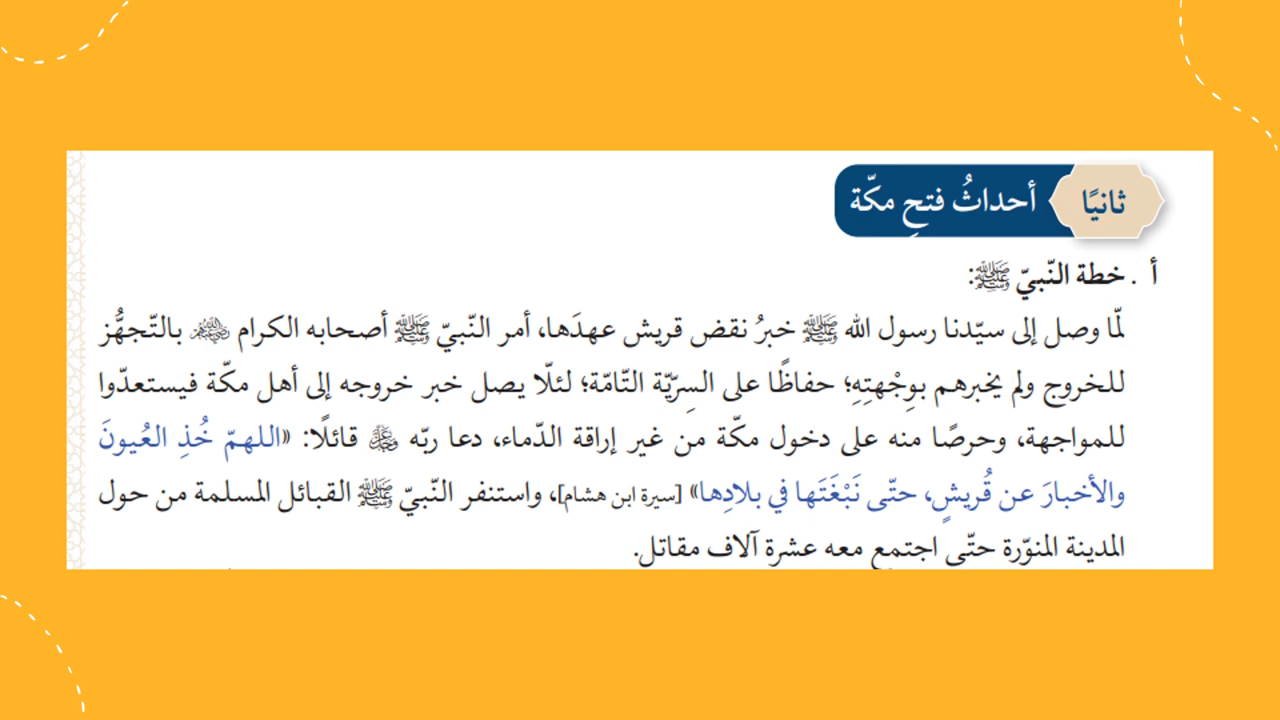 ثانيًا أحداثُ فتحِ مكّة
أ . خطة النّبيّ ﷺ:
لمّا وصل إلى سيّدنا رسول الله ﷺ خبرُ نقض قريش عهدَها، أمر النّبيّ ﷺ أصحابه الكرام رضي الله عنهم بالتّجهُّز
للخروج ولم يخبرهم بوِجْهتِهِ؛ حفاظًا على السِرّيّة التّامّة؛ لئلّا يصل خبر خروجه إلى أهل مكّة فيستعدّوا
للمواجهة، وحرصًا منه على دخول مكّة من غير إراقة الدّماء، دعا ربّه عز وجل قائلًا: «اللهمّ خُذِ العُيونَ
والأخبارَ عن قُريشٍ، حتّى نَبْغَتَها في بلادِها» [سيرة ابن هشام]، واستنفر النّبيّ ﷺ القبائل المسلمة من حول
المدينة المنوّرة حتّى اجتمع معه عشرة آلاف مقاتل.